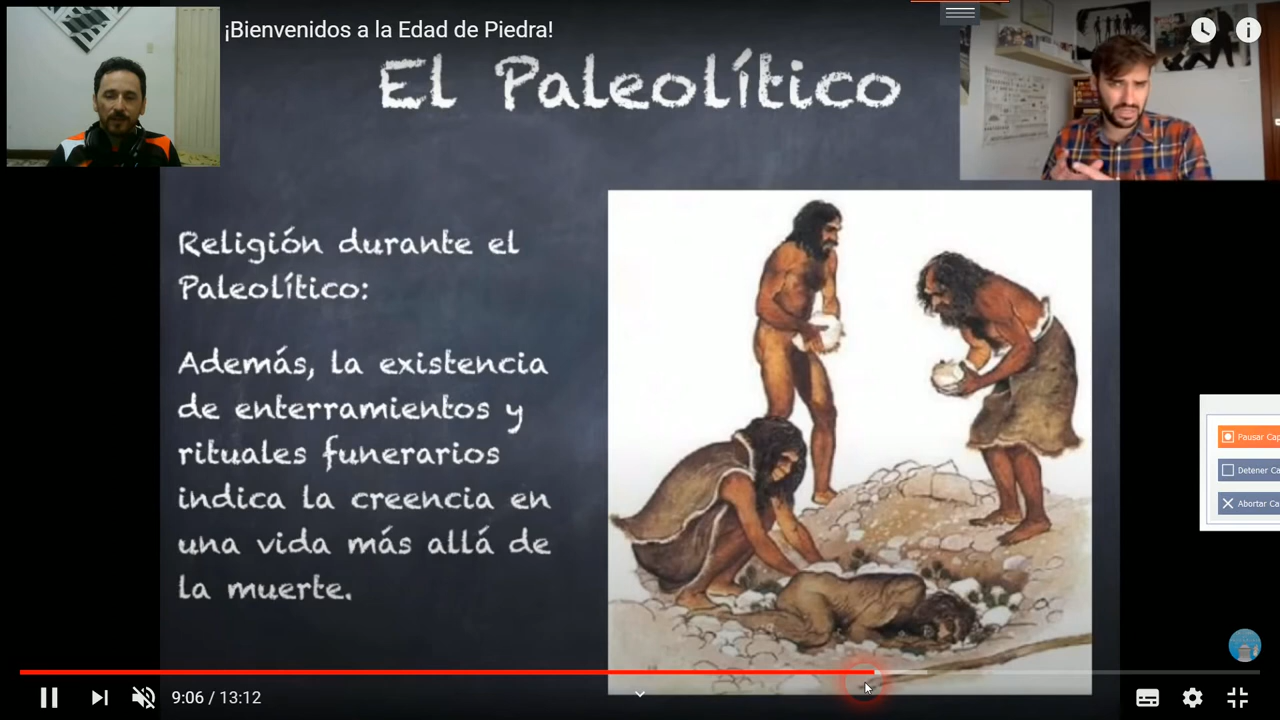 ¡Bienvenidos a la Edad de Piedra!
El Paleolítico
Religión durante el
Paleolítico:
Además, la existencia
de enterramientos y
rituales funerarios
indica la creencia en
una vida más allá de
la muerte.
Pausar Cap
Detener Ca
Abortar Ca
9:06 / 13:12